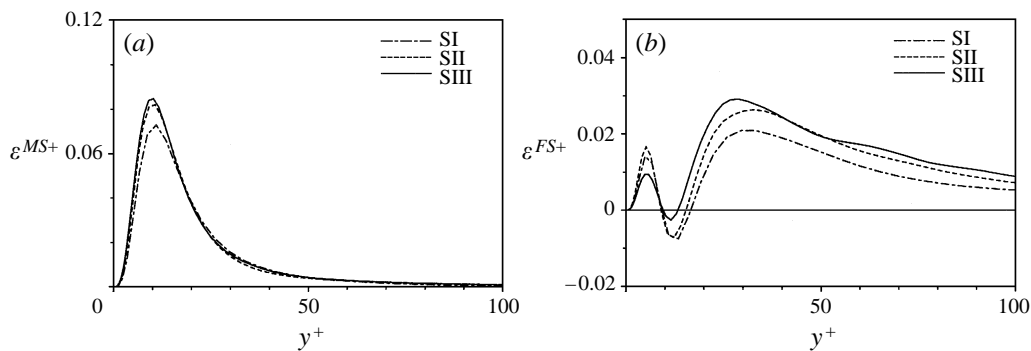 0.12
(a)
SI
SII
SIII
ε^{MS+}
0.06
0
50
100
y^+
0.04
(b)
SI
SII
SIII
0.02
ε^{FS+}
0
−0.02
50
100
y^+